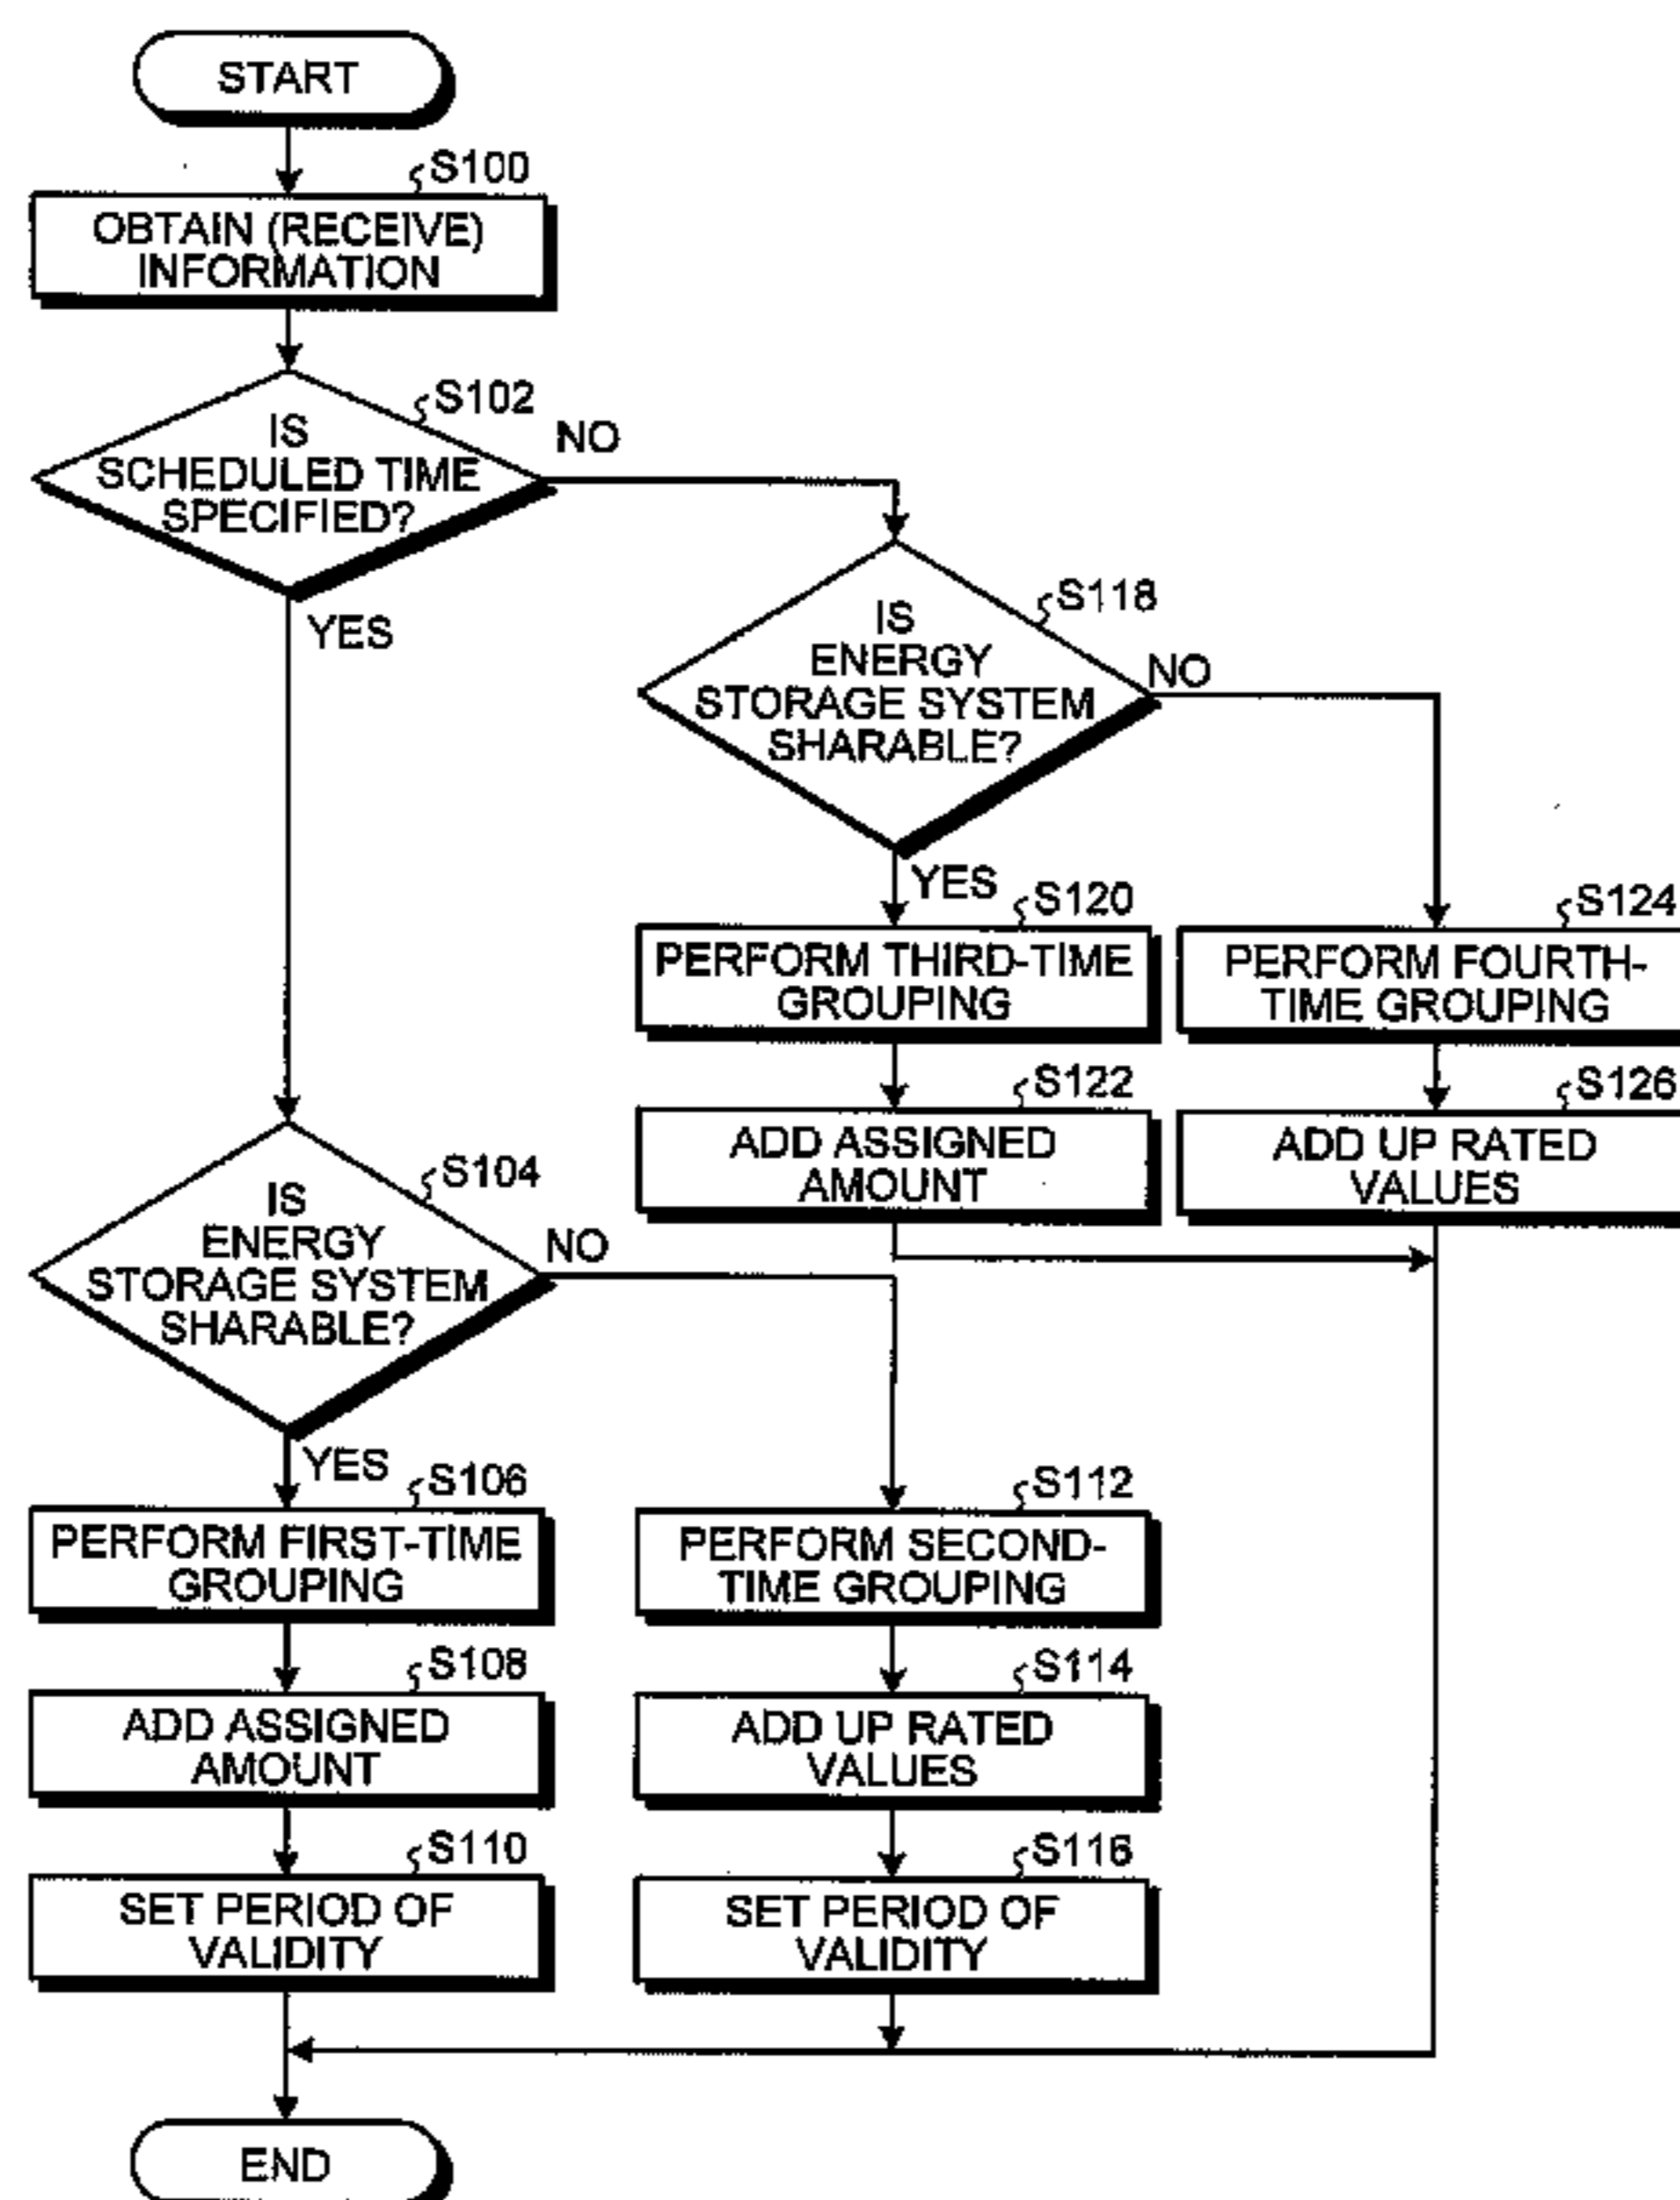 START
S100
OBTAIN (RECEIVE)
INFORMATION
S102
IS
SCHEDULED TIME
SPECIFIED?
NO
YES
S118
IS
ENERGY
STORAGE SYSTEM
SHARABLE?
NO
YES
S120
PERFORM THIRD-TIME
GROUPING
S124
PERFORM FOURTH-
TIME GROUPING
S122
ADD ASSIGNED
AMOUNT
S126
ADD UP RATED
VALUES
S104
IS
ENERGY
STORAGE SYSTEM
SHARABLE?
NO
YES
S106
PERFORM FIRST-TIME
GROUPING
S112
PERFORM SECOND-
TIME GROUPING
S108
ADD ASSIGNED
AMOUNT
S114
ADD UP RATED
VALUES
S110
SET PERIOD OF
VALIDITY
S116
SET PERIOD OF
VALIDITY
END